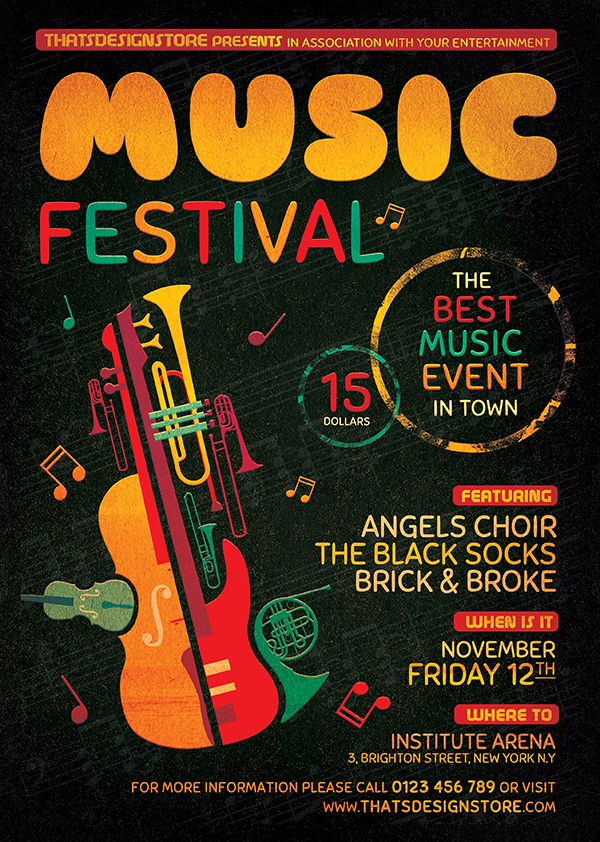 THATSDESIGNSTORE PRESENTS IN ASSOCIATION WITH YOUR ENTERTAINMENT
MUSIC
FESTIVAL
THE
BEST
MUSIC
EVENT
IN TOWN
15
DOLLARS
FEATURING
ANGELS CHOIR
THE BLACK SOCKS
BRICK & BROKE
WHEN IS IT
NOVEMBER
FRIDAY 12TH
WHERE TO
INSTITUTE ARENA
3, BRIGHTON STREET, NEW YORK N.Y
FOR MORE INFORMATION PLEASE CALL 0123 456 789 OR VISIT
WWW.THATSDESIGNSTORE.COM